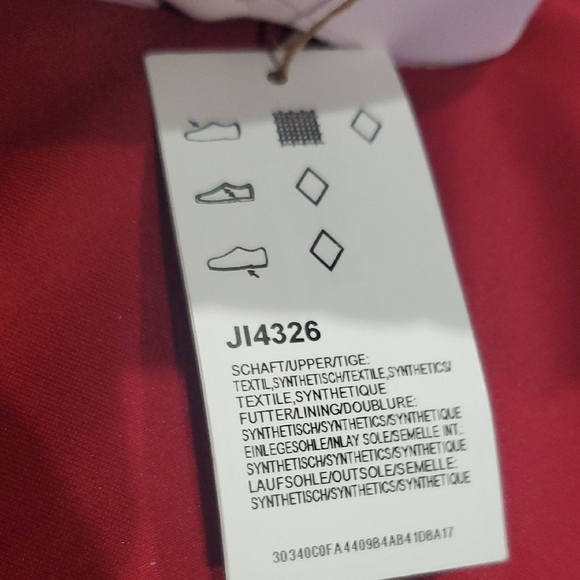 JI4326
SCHAFT/UPPER/TIGE:
TEXTIL,SYNTHETISCH/TEXTILE,SYNTHETICS/
TEXTILE,SYNTHETIQUE
FUTTER/LINING/DOUBLURE:
SYNTHETISCH/SYNTHETICS/SYNTHETIQUE
EINLEGESOHLE/INLAY SOLE/SEMELLE INT.:
SYNTHETISCH/SYNTHETICS/SYNTHETIQUE
LAUFSOHLE/OUTSOLE/SEMELLE:
SYNTHETISCH/SYNTHETICS/SYNTHETIQUE
30340C0FA4409B4AB41DBA17